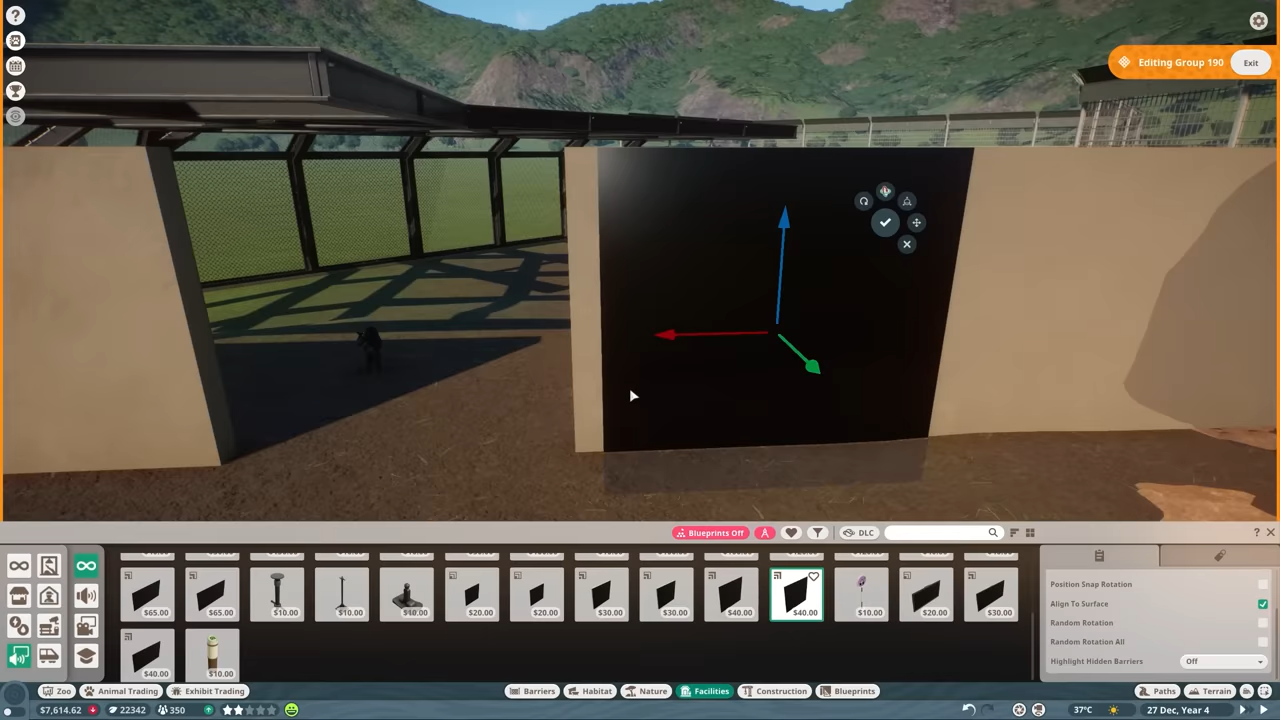 ?
Editing Group 190 Exit
Blueprints Off DLC ? ×
$65.00 $65.00 $10.00 $10.00 $10.00 $20.00 $20.00 $30.00 $30.00 $40.00 $40.00 $10.00 $20.00 $30.00
$40.00 $10.00
Position Snap Rotation
Align To Surface
Random Rotation
Random Rotation All
Highlight Hidden Barriers Off
Zoo Animal Trading Exhibit Trading Barriers Habitat Nature Facilities Construction Blueprints Paths Terrain
$7,614.62 22342 350 37°C 27 Dec, Year 4